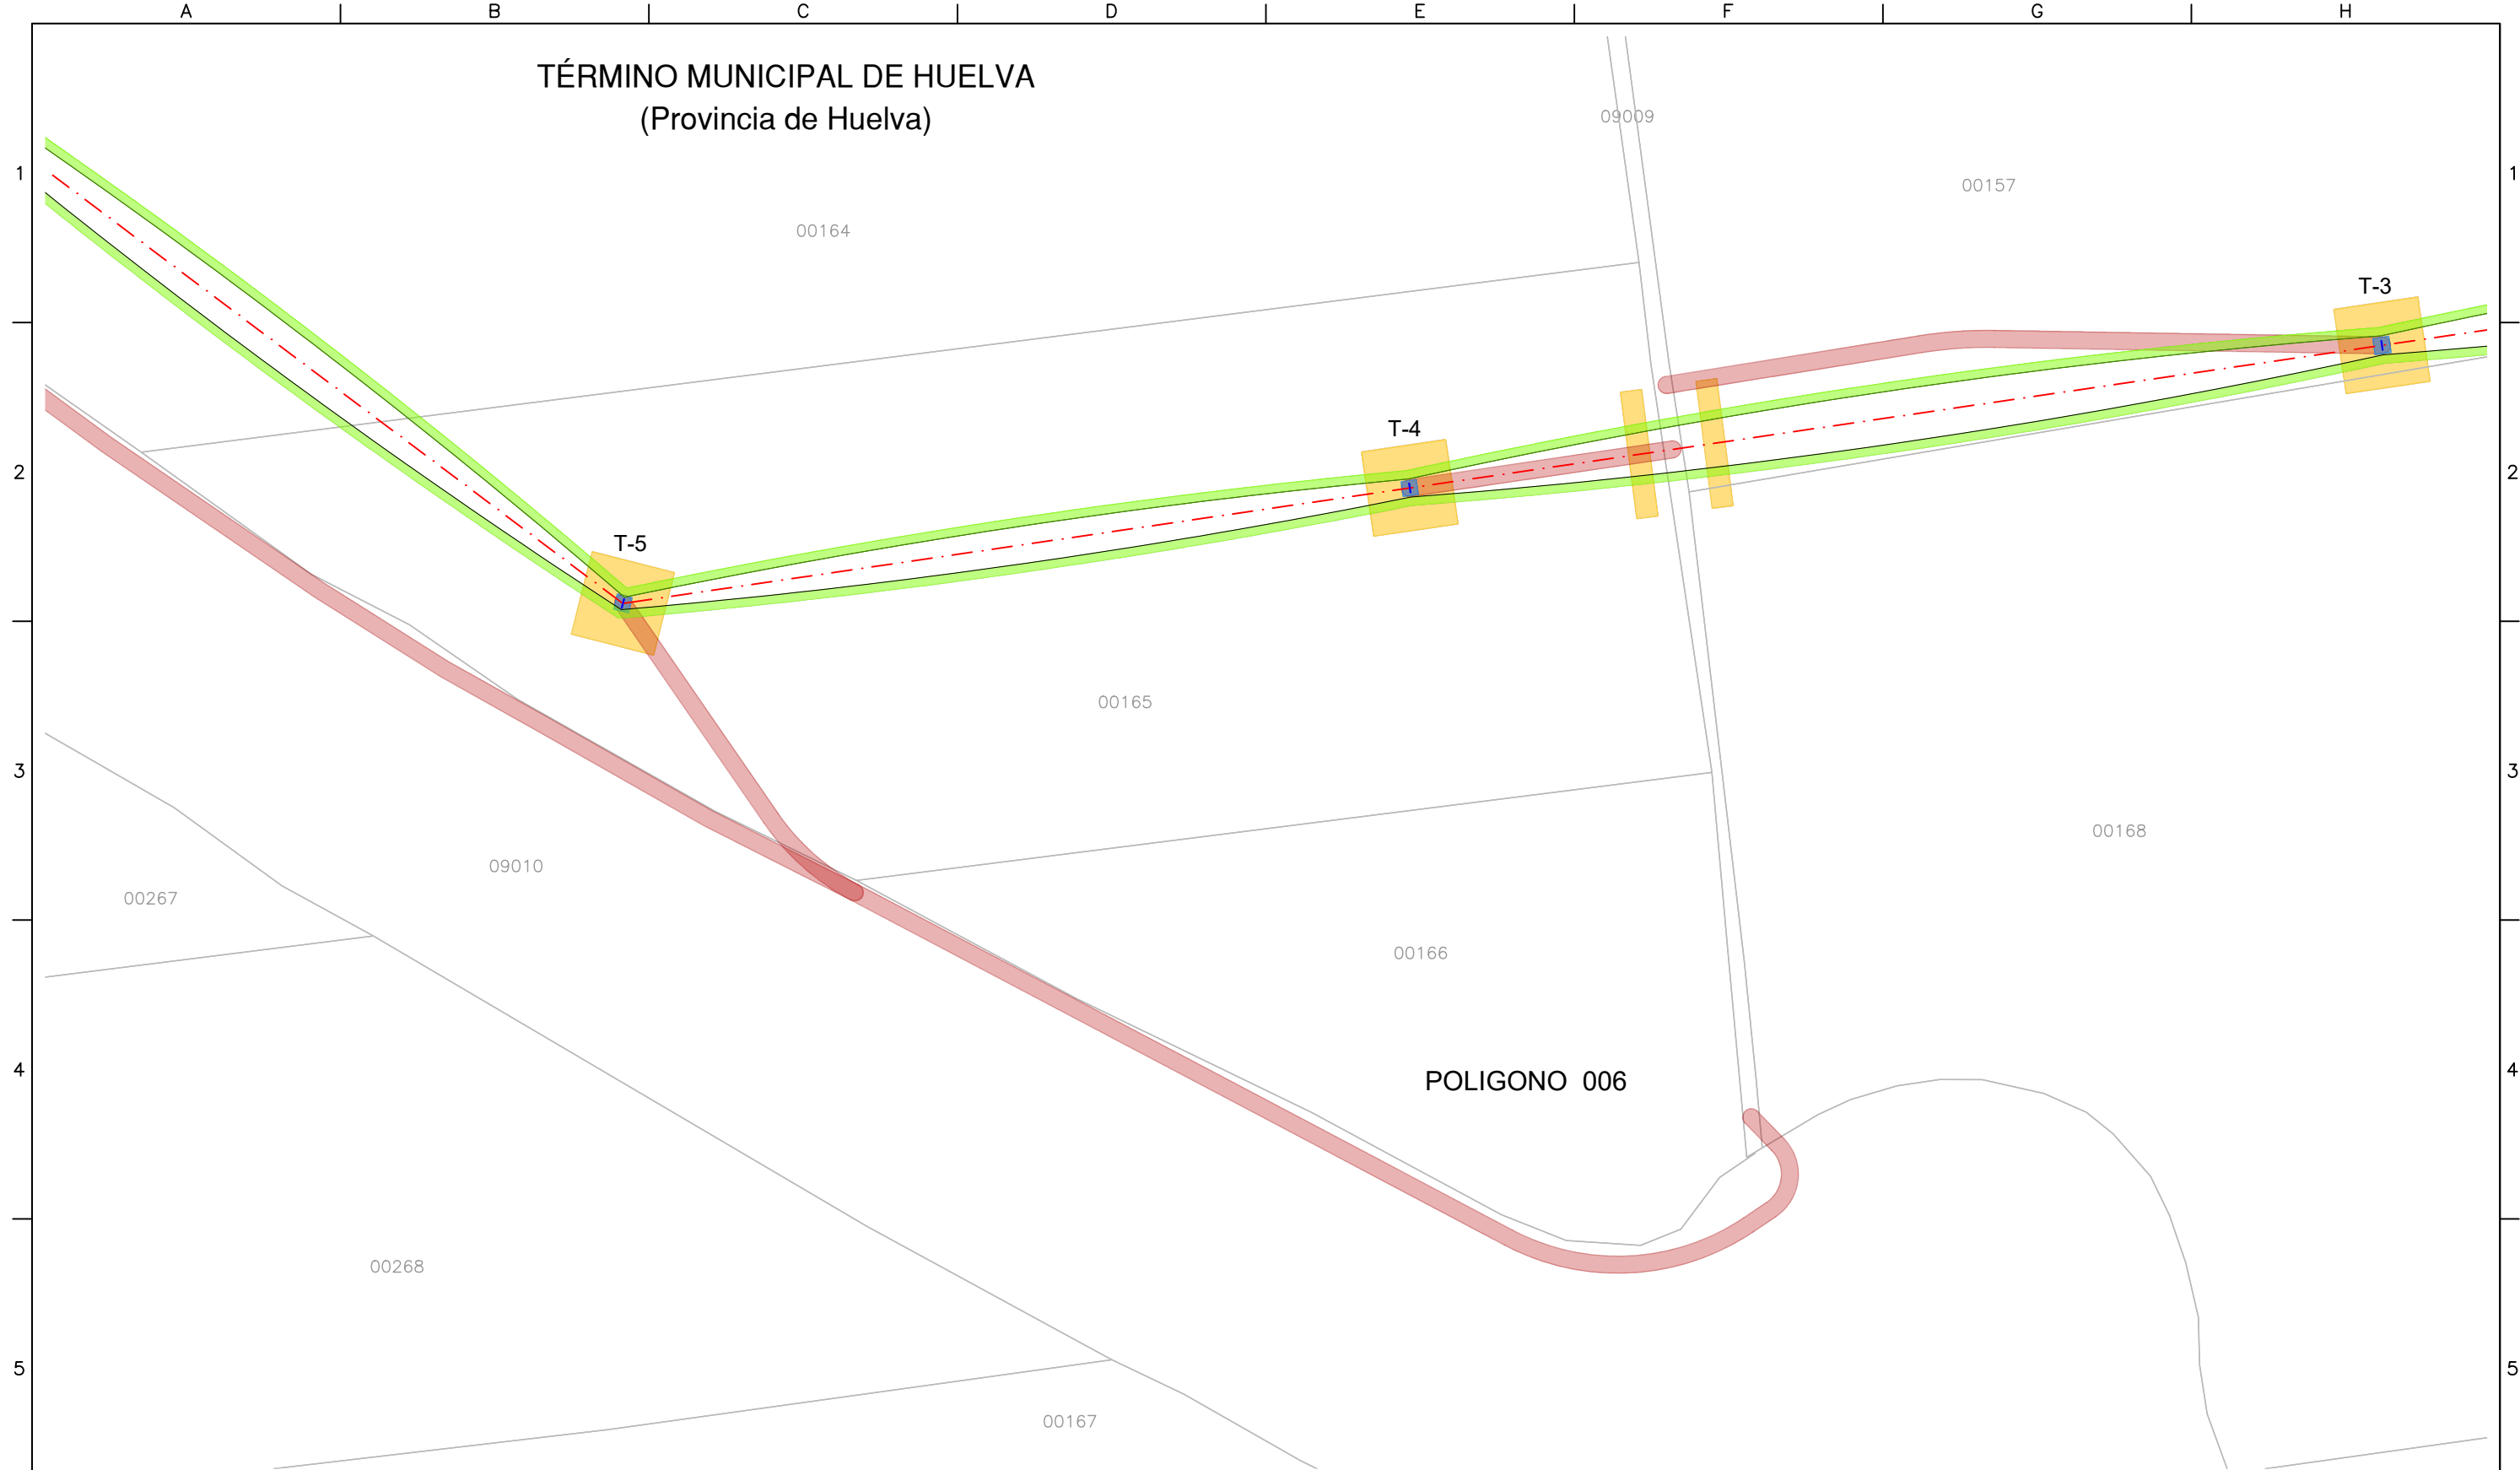 A B C D E F G H
TÉRMINO MUNICIPAL DE HUELVA
(Provincia de Huelva)
09009
1 1
00157
00164
T-3
T-4
2 2
T-5
00165
3 3
00168
09010
00267
00166
4 4
POLIGONO 006
00268
5 5
00167